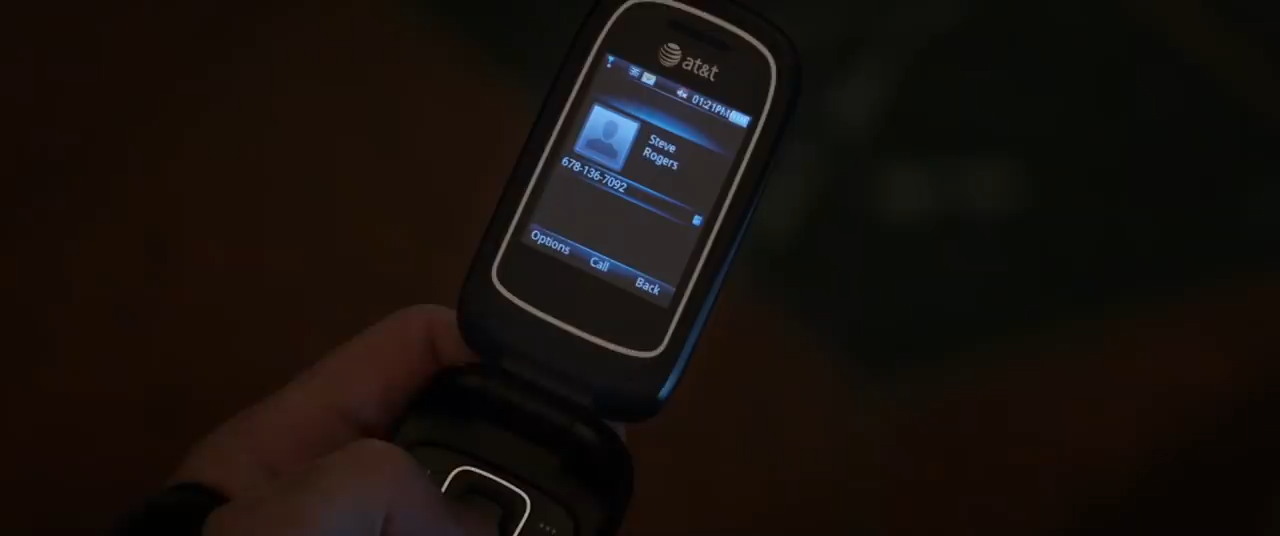 at&t
01:21PM
Steve
Rogers
678-136-7092
Options Call Back